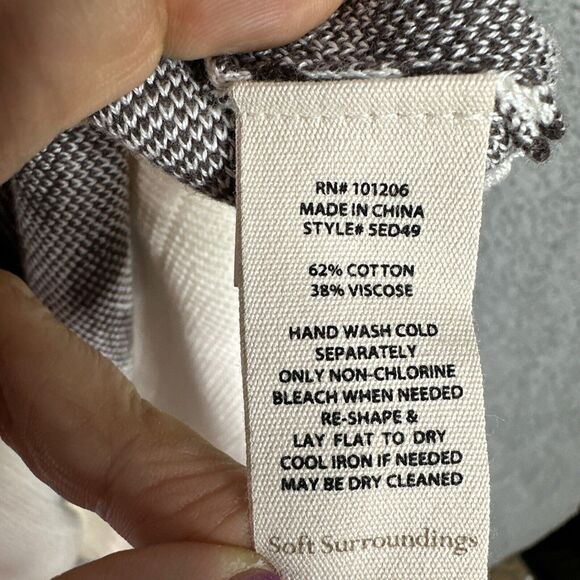 RN# 101206
MADE IN CHINA
STYLE# 5ED49
62% COTTON
38% VISCOSE
HAND WASH COLD
SEPARATELY
ONLY NON-CHLORINE
BLEACH WHEN NEEDED
RE-SHAPE &
LAY FLAT TO DRY
COOL IRON IF NEEDED
MAY BE DRY CLEANED
Soft Surroundings